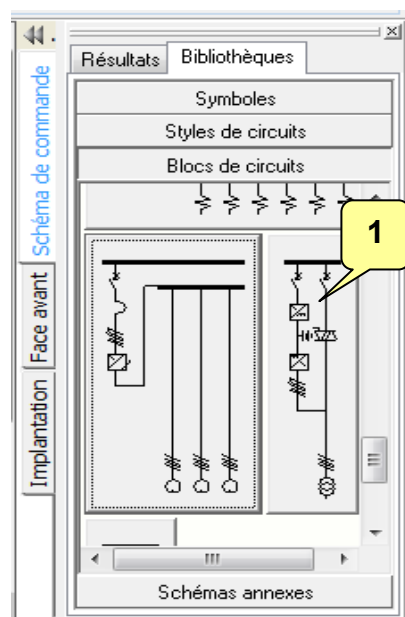 Résultats
Bibliothèques
Symboles
Styles de circuits
Blocs de circuits
1
Schéma de commande
Face avant
Implantation
Schémas annexes